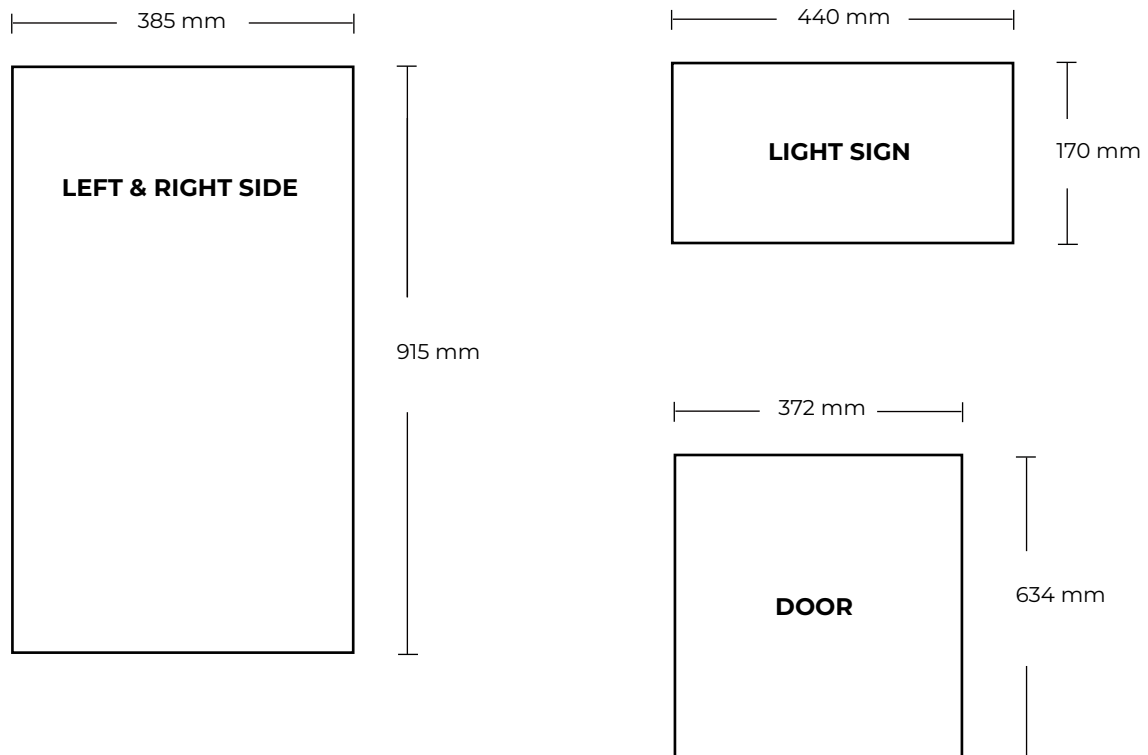 385 mm
LEFT & RIGHT SIDE
915 mm
440 mm
LIGHT SIGN
170 mm
372 mm
DOOR
634 mm